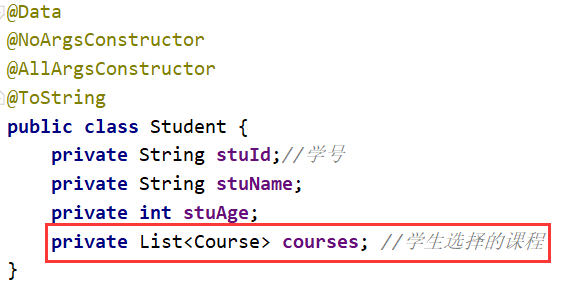 @Data
@NoArgsConstructor
@AllArgsConstructor
@ToString
public class Student {
    private String stuId;//学号
    private String stuName;
    private int stuAge;
    private List<Course> courses; //学生选择的课程
}